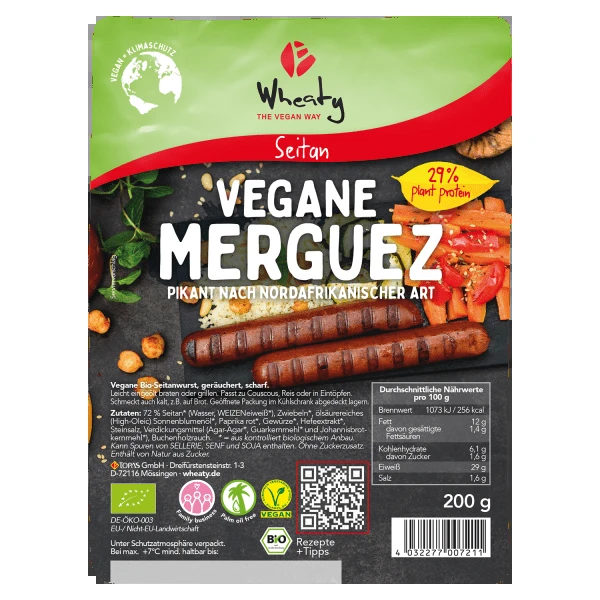 VEGAN + KLIMASCHUTZ
Wheaty
THE VEGAN WAY
Seitan
29%
plant protein
VEGANE
MERGUEZ
PIKANT NACH NORDAFRIKANISCHER ART
Vegane Bio-Seitanwurst, geräuchert, scharf.
Leicht eingeölt braten oder grillen. Passt zu Couscous, Reis oder in Eintöpfen.
Schmeckt auch kalt, z.B. auf Brot. Geöffnete Packung im Kühlschrank abgedeckt lagern.
Zutaten: 72 % Seitan* (Wasser, WEIZENeiweiß*), Zwiebeln*, ölsäurereiches
(High-Oleic) Sonnenblumenöl*, Paprika rot*, Gewürze*, Hefeextrakt*,
Steinsalz, Verdickungsmittel (Agar-Agar*, Guarkernmehl* und Johannisbrot-
kernmehl*), Buchenholzrauch. * = aus kontrolliert biologischem Anbau.
Kann Spuren von SELLERIE, SENF und SOJA enthalten. Ohne Zuckerzusatz.
Enthält von Natur aus Zucker.
TOPAS GmbH · Dreifürstensteinstr. 1-3
D-72116 Mössingen · wheaty.de
Durchschnittliche Nährwerte
pro 100 g
Brennwert 1073 kJ / 256 kcal
Fett 12 g
davon gesättigte 1,4 g
Fettsäuren
Kohlenhydrate 6,1 g
davon Zucker 1,6 g
Eiweiß 29 g
Salz 1,6 g
200 g
Family business
Palm oil free
VEGAN
DE-ÖKO-003
EU-/ Nicht-EU-Landwirtschaft
Bio
Rezepte
+Tipps
Unter Schutzatmosphäre verpackt.
Bei max. +7°C mind. haltbar bis:
4 032277 007211